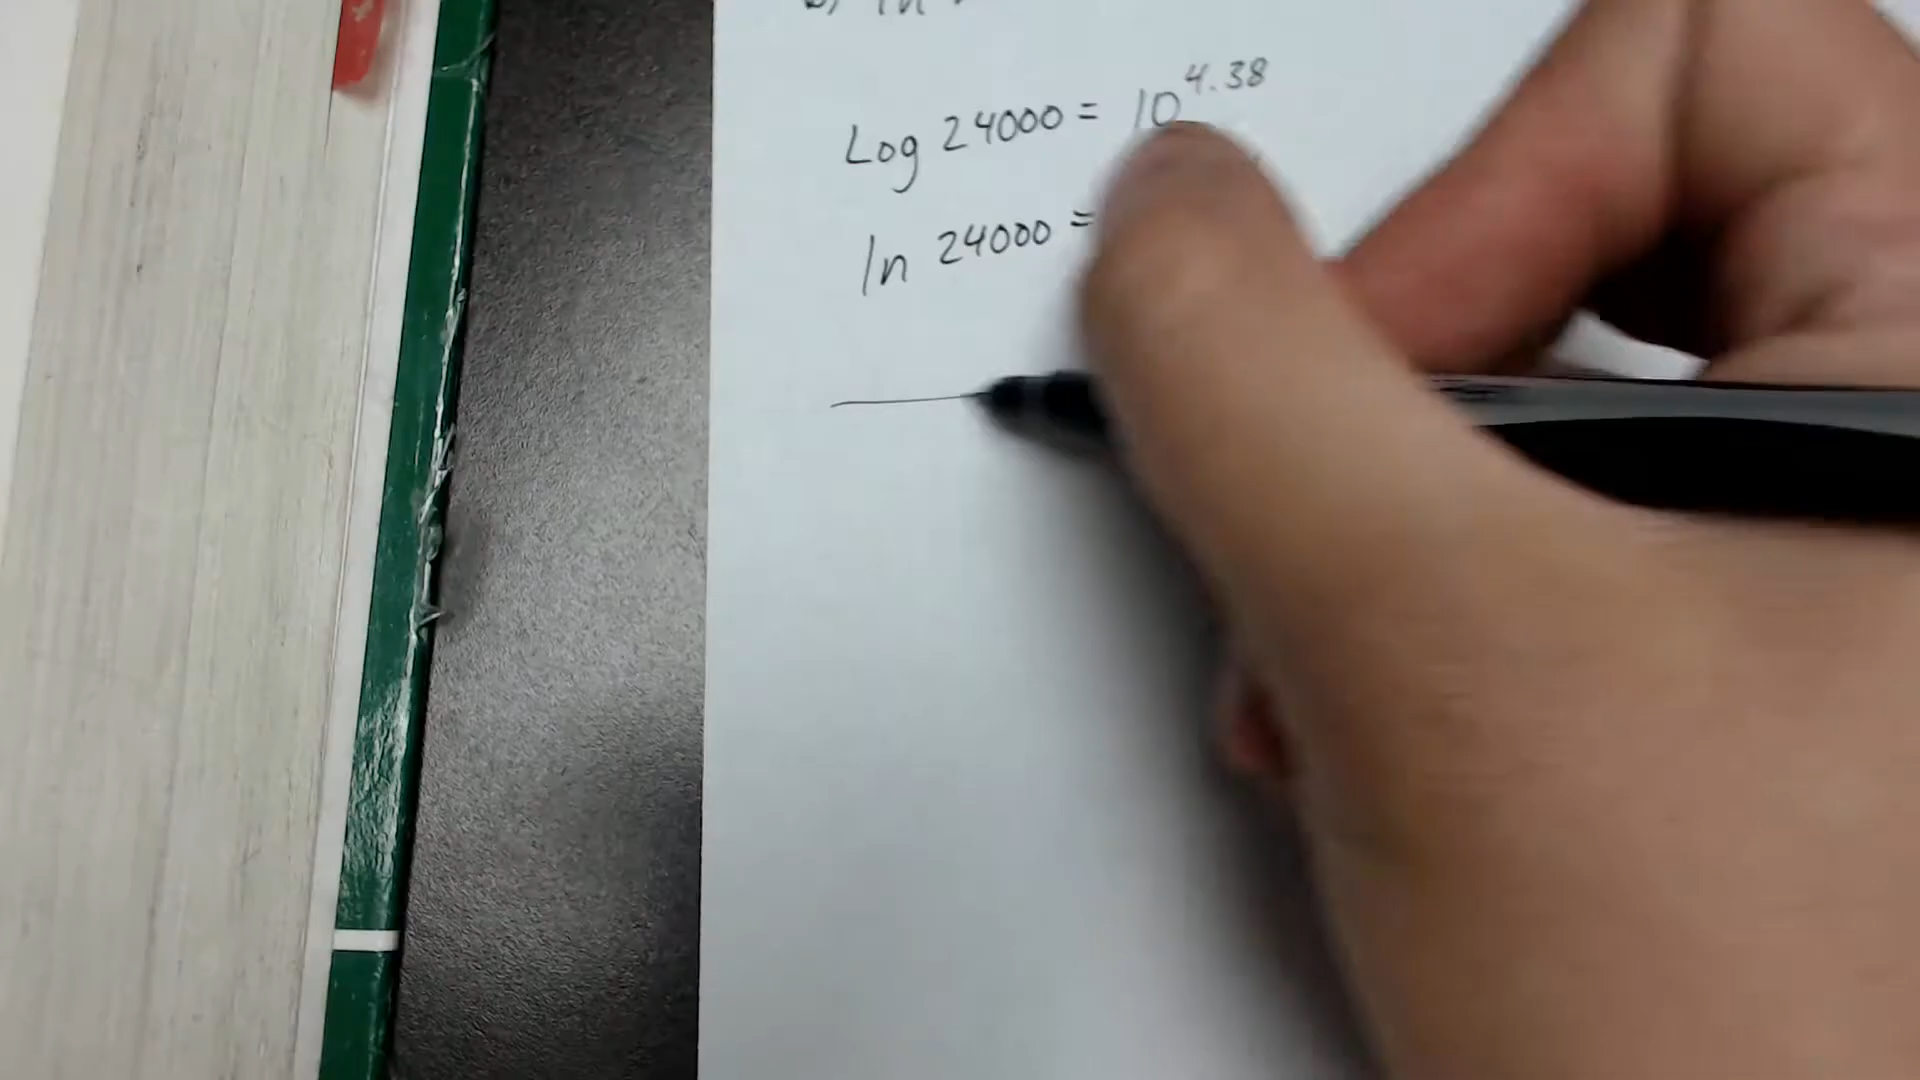 Log 24000 = 10^4.38
ln 24000 =